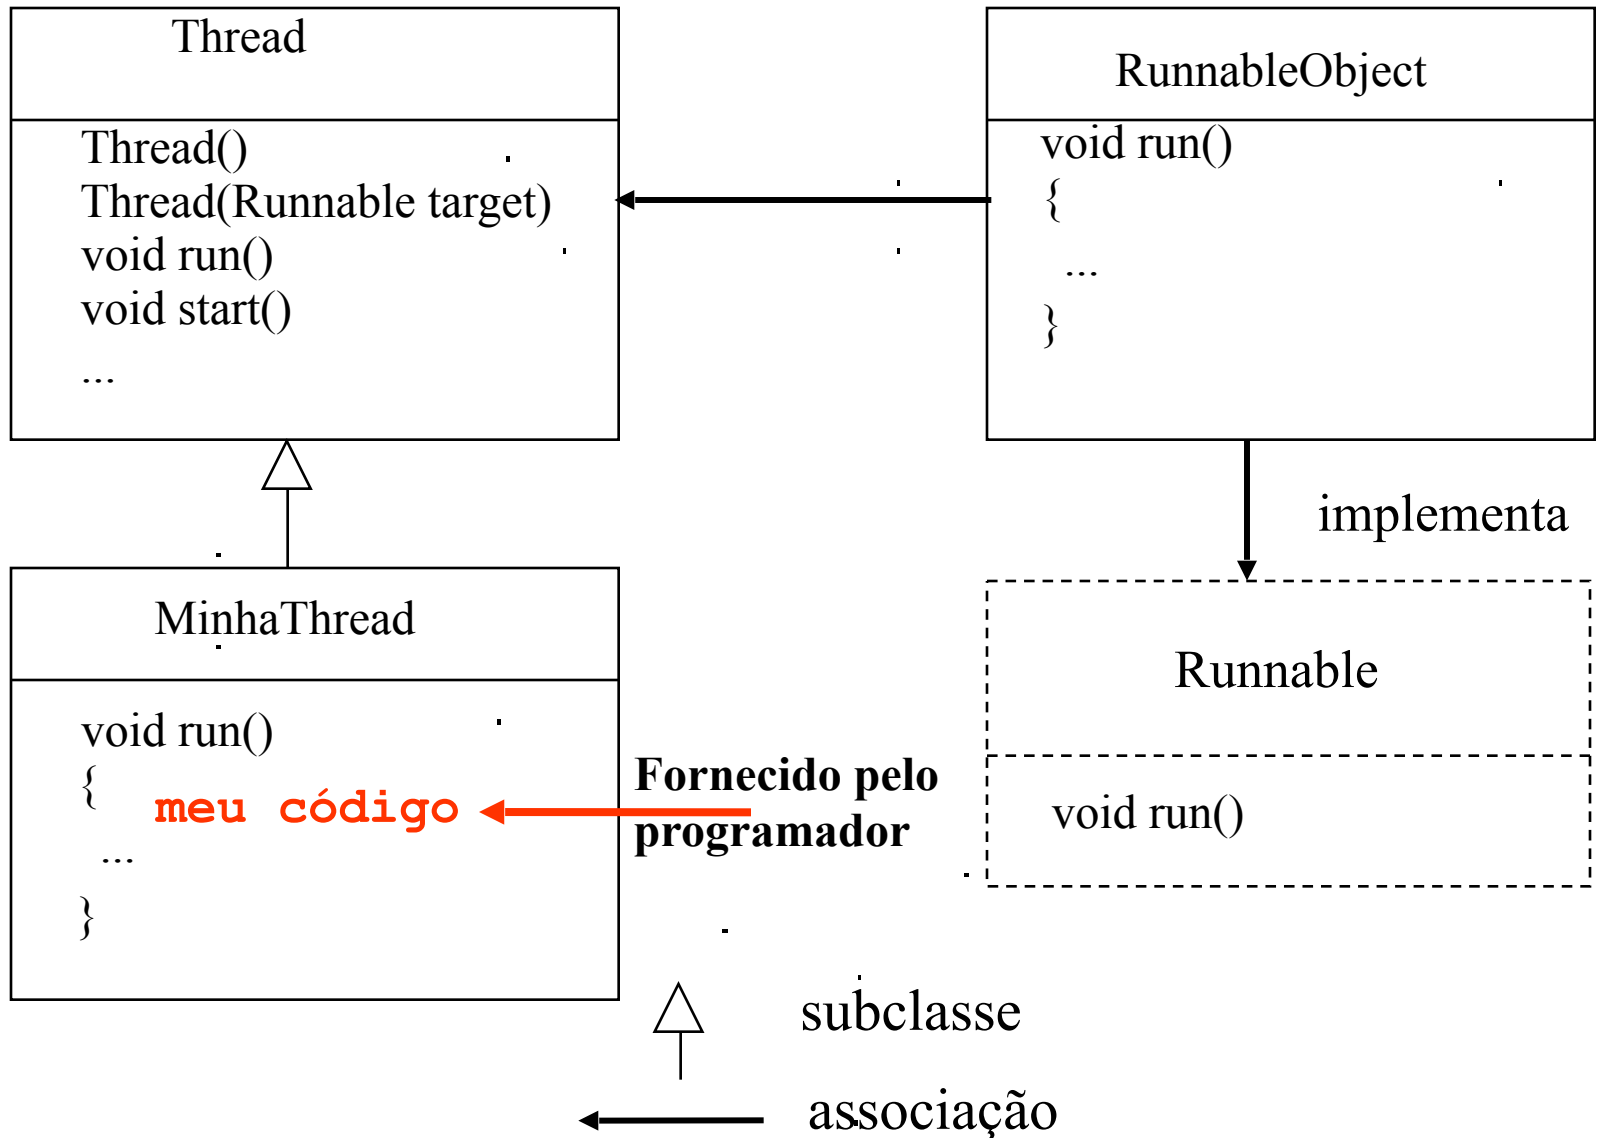 Thread
Thread()
Thread(Runnable target)
void run()
void start()
...
RunnableObject
void run()
{
...
}
implementa
MinhaThread
void run()
{
meu código
...
}
Fornecido pelo
programador
Runnable
void run()
subclasse
associação